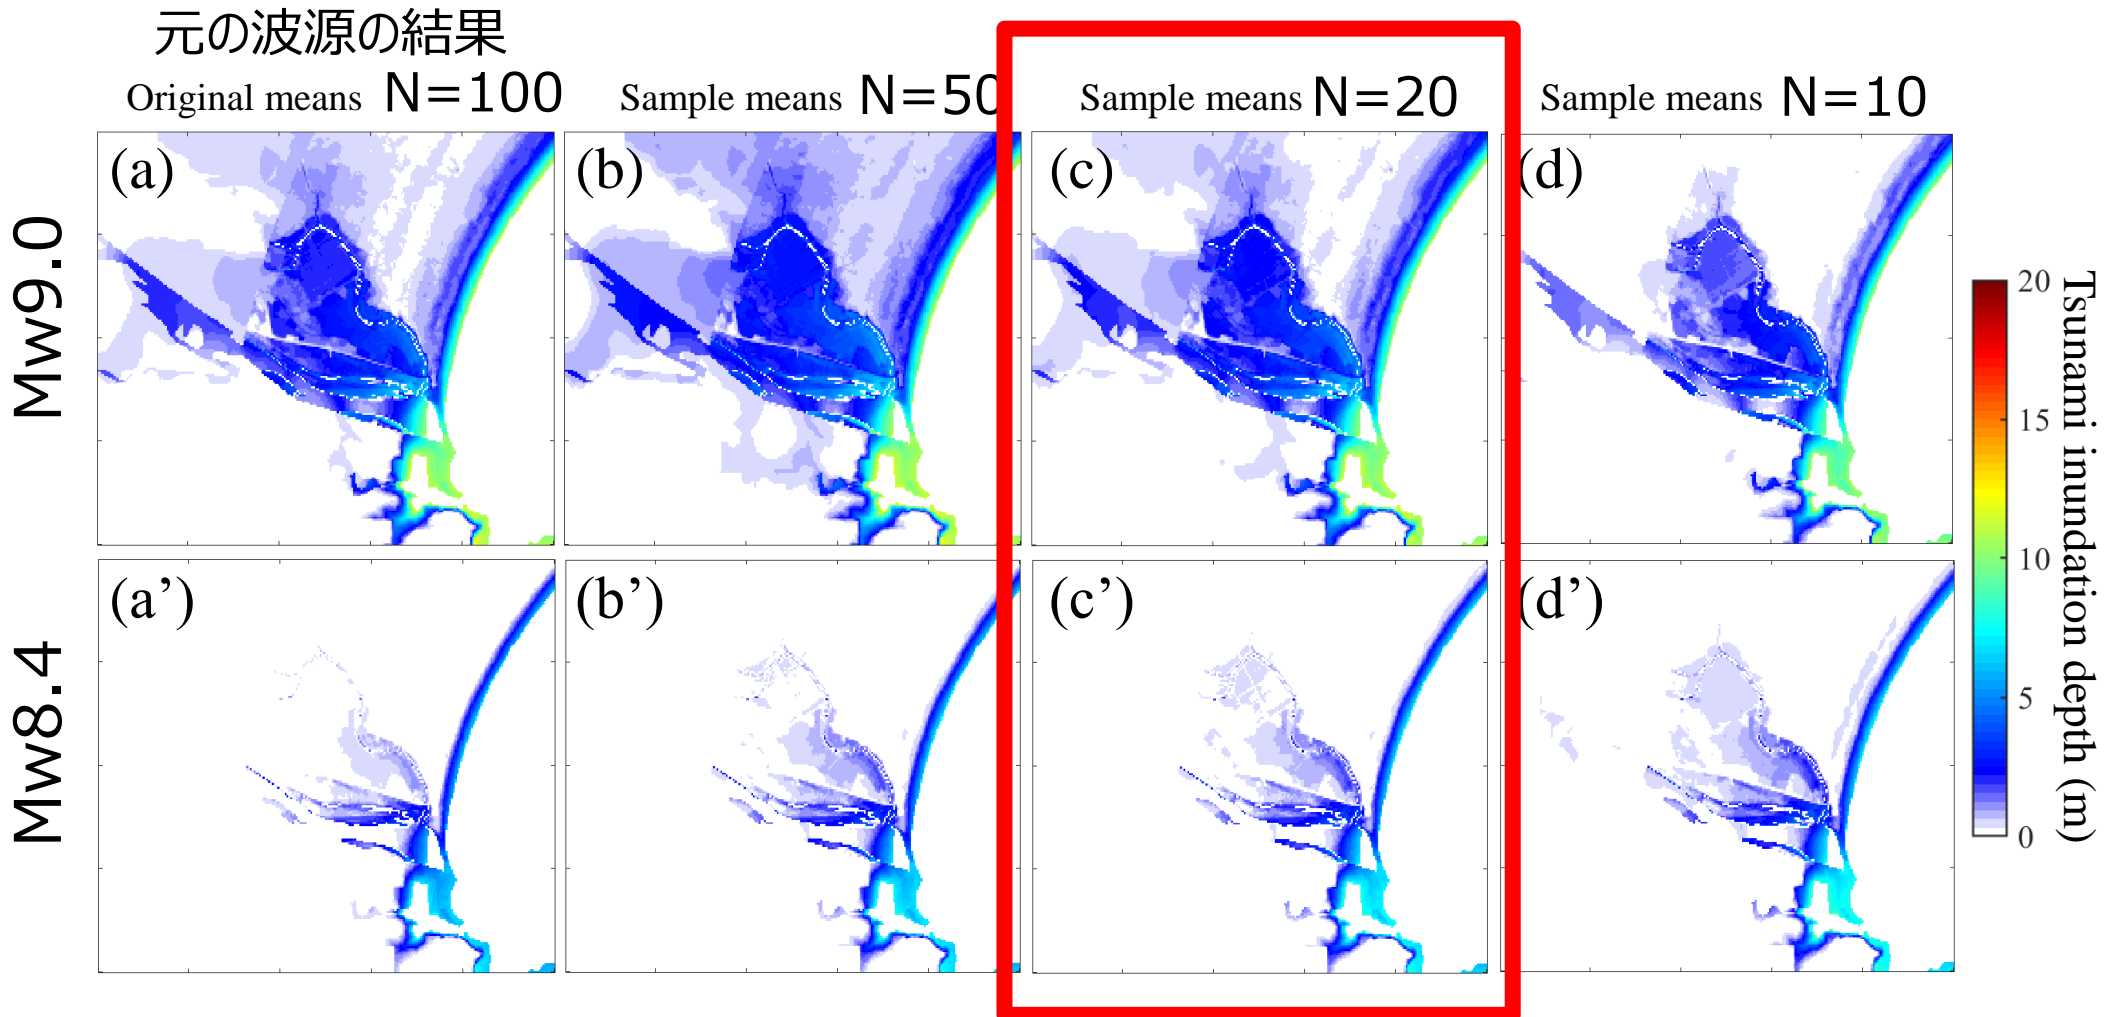 元の波源の結果
Original means N=100
Sample means N=50
Sample means N=20
Sample means N=10
Mw9.0
(a)
(b)
(c)
(d)
Mw8.4
(a’)
(b’)
(c’)
(d’)
20
15
10
5
0
Tsunami inundation depth (m)